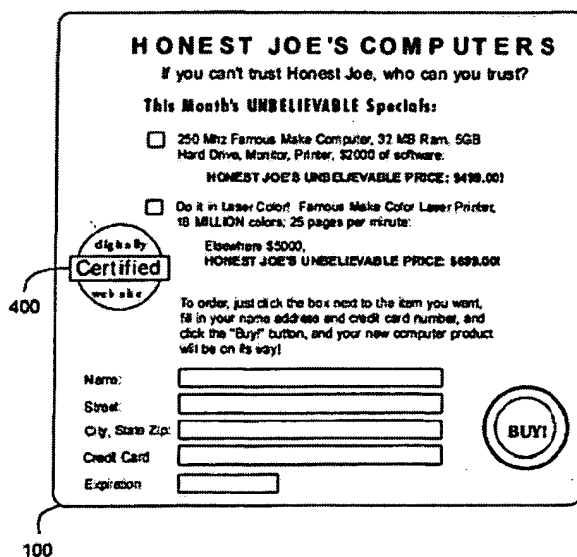 HONEST JOE'S COMPUTERS
If you can't trust Honest Joe, who can you trust?
This Month's UNBELIEVABLE Specials:
250 Mhz Famous Make Computer, 32 MB Ram, 5GB
Hard Drive, Monitor, Printer, $2000 of software:
HONEST JOE'S UNBELIEVABLE PRICE: $499.00!
Do it in Laser Color! Famous Make Color Laser Printer,
18 MILLION colors; 25 pages per minute:
Elsewhere $5000,
HONEST JOE'S UNBELIEVABLE PRICE: $699.00!
digitally
Certified
web site
400
To order, just click the box next to the item you want,
fill in your name address and credit card number, and
click the "Buy!" button, and your new computer product
will be on its way!
Name:
Street:
City, State Zip:
Credit Card
Expiration
BUY!
100